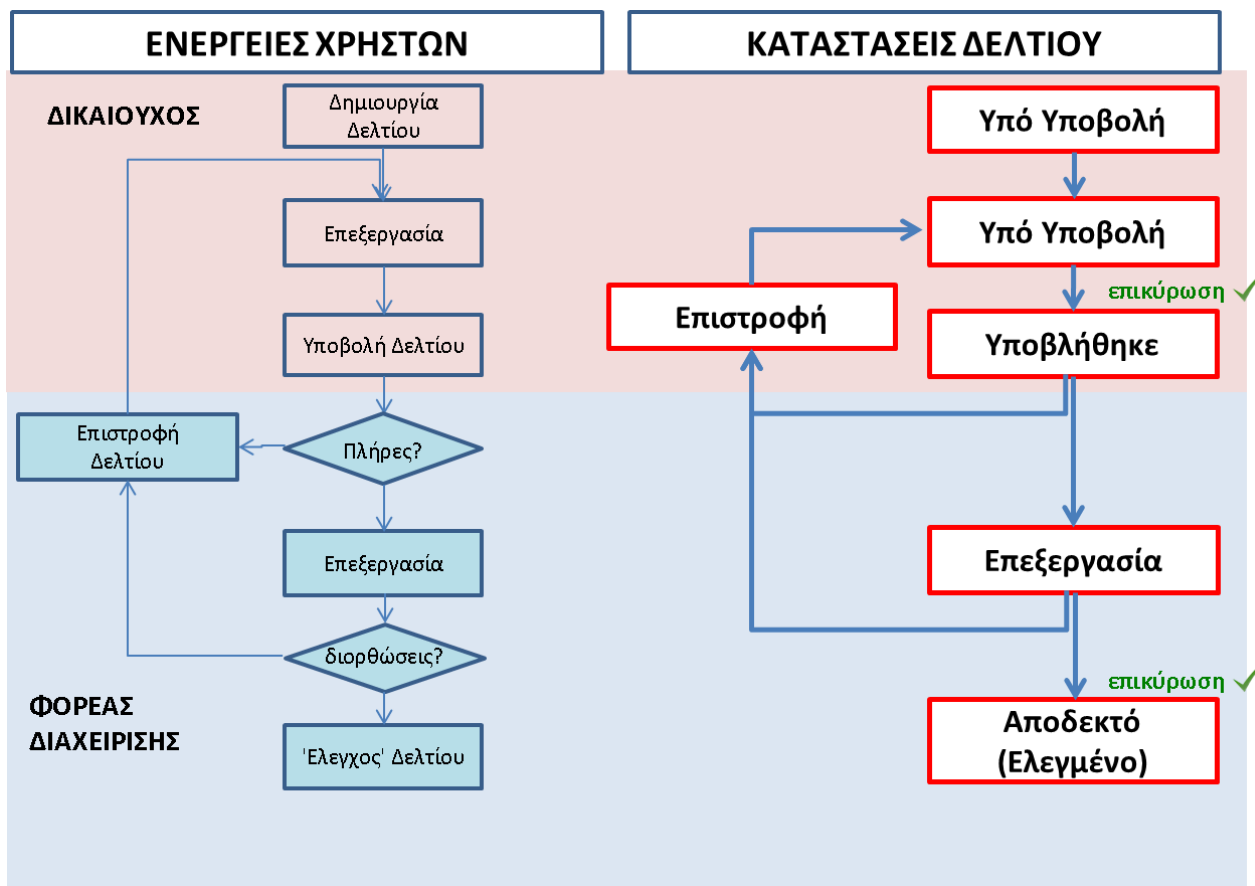 ΕΝΕΡΓΕΙΕΣ ΧΡΗΣΤΩΝ
ΔΙΚΑΙΟΥΧΟΣ
Δημιουργία
Δελτίου
Επεξεργασία
Υποβολή Δελτίου
Επιστροφή
Δελτίου
Πλήρες?
Επεξεργασία
διορθώσεις?
ΦΟΡΕΑΣ
ΔΙΑΧΕΙΡΙΣΗΣ
'Ελεγχος' Δελτίου
ΚΑΤΑΣΤΑΣΕΙΣ ΔΕΛΤΙΟΥ
Υπό Υποβολή
Υπό Υποβολή
επικύρωση
Επιστροφή
Υποβλήθηκε
Επεξεργασία
επικύρωση
Αποδεκτό
(Ελεγμένο)